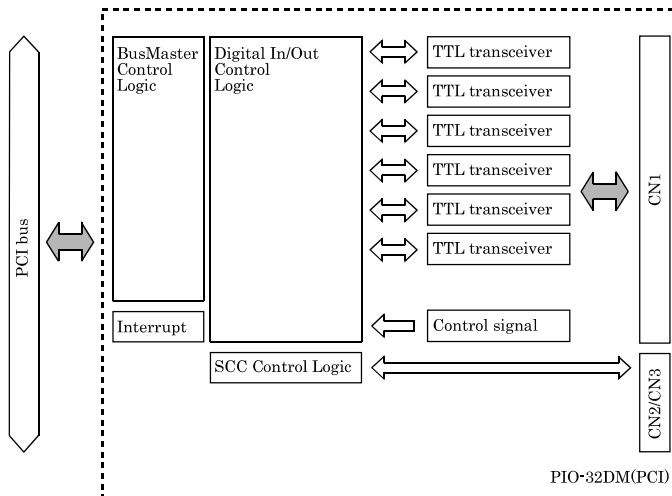 PCI bus
BusMaster
Control
Logic
Digital In/Out
Control
Logic
TTL transceiver
TTL transceiver
TTL transceiver
TTL transceiver
TTL transceiver
TTL transceiver
CN1
Interrupt
Control signal
SCC Control Logic
CN2/CN3
PIO-32DM(PCI)